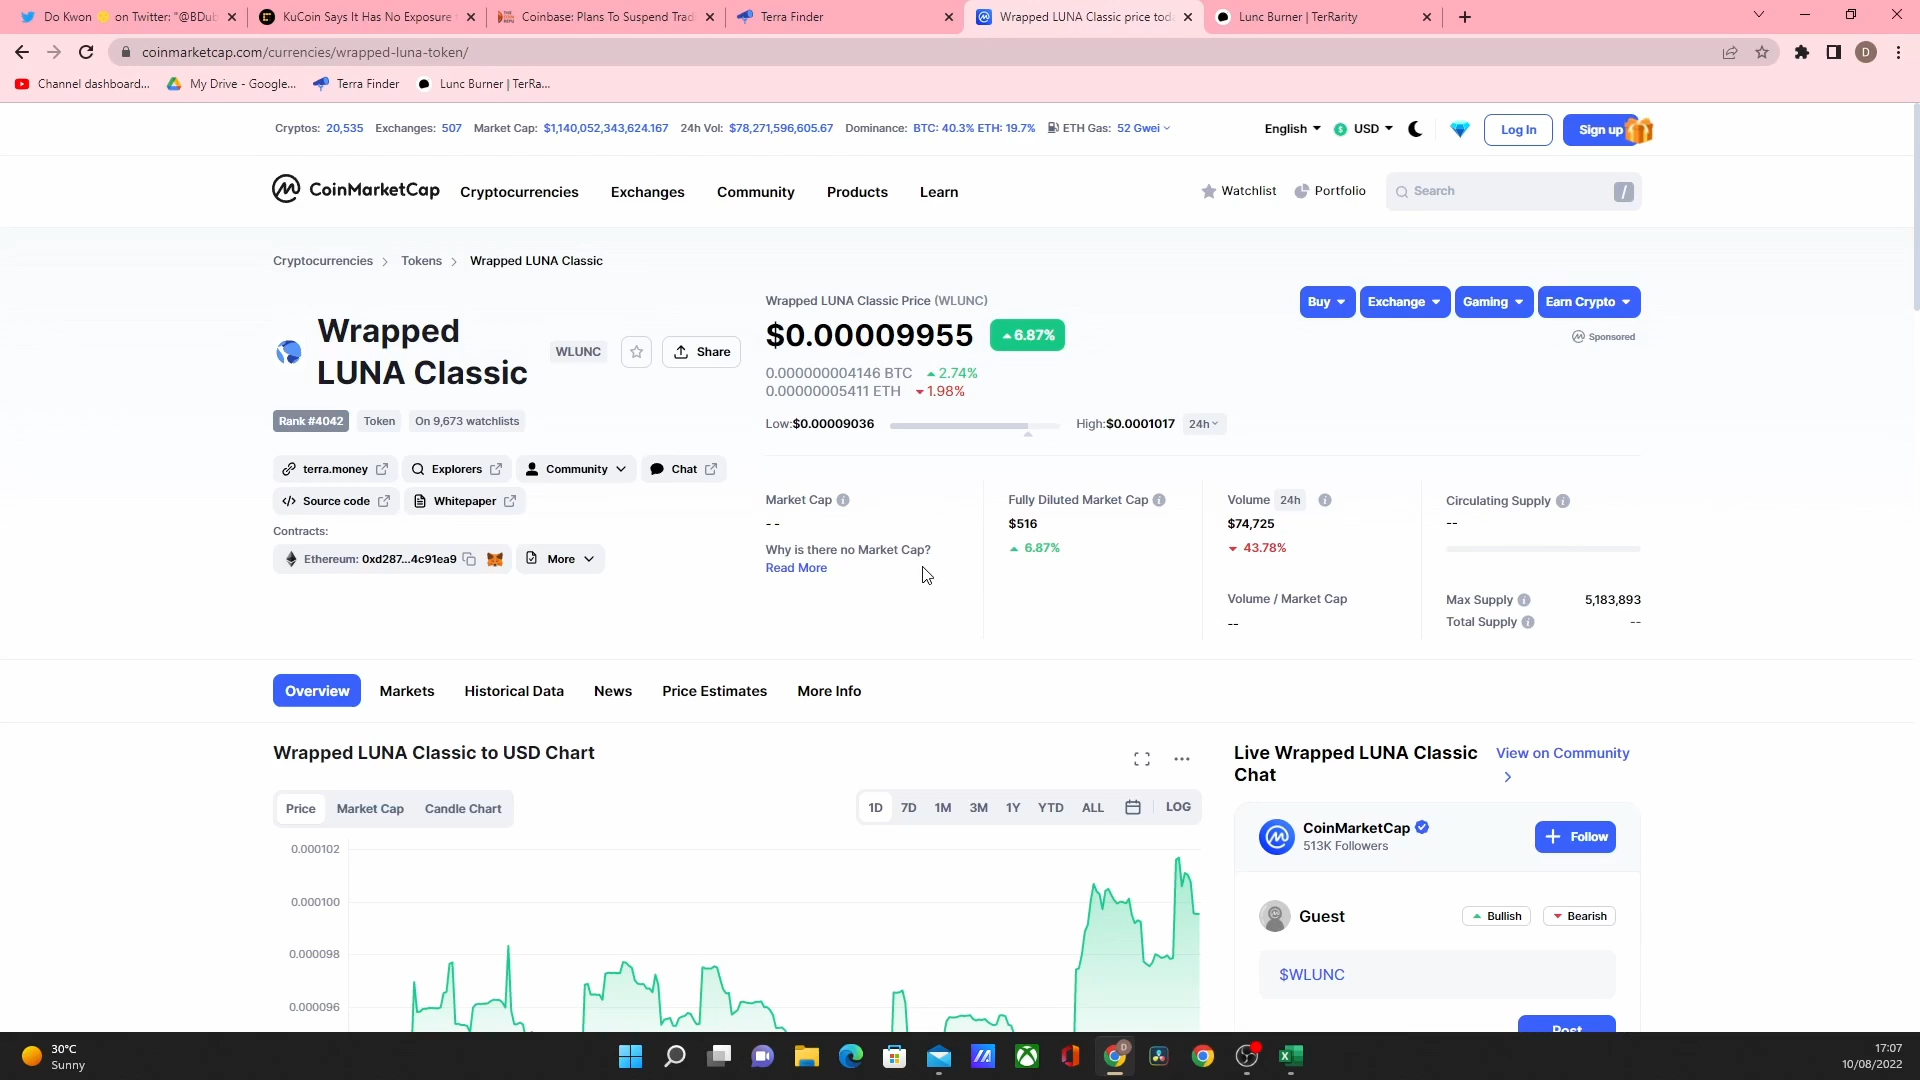 Do Kwon on Twitter: "@BDub
KuCoin Says It Has No Exposure
Coinbase: Plans To Suspend Trad
Terra Finder
Wrapped LUNA Classic price tod
Lunc Burner | TerRarity
coinmarketcap.com/currencies/wrapped-luna-token/
D
Channel dashboard...
My Drive - Google...
Terra Finder
Lunc Burner | TerRa...
Cryptos: 20,535 Exchanges: 507 Market Cap: $1,140,052,343,624.167 24h Vol: $78,271,596,605.67 Dominance: BTC: 40.3% ETH: 19.7% ETH Gas: 52 Gwei
English
USD
Log In
Sign up
CoinMarketCap
Cryptocurrencies
Exchanges
Community
Products
Learn
Watchlist
Portfolio
Search
/
Cryptocurrencies > Tokens > Wrapped LUNA Classic
Wrapped
LUNA Classic
WLUNC
Share
Rank #4042
Token
On 9,673 watchlists
terra.money
Explorers
Community
Chat
Source code
Whitepaper
Contracts:
Ethereum: 0xd287...4c91ea9
More
Wrapped LUNA Classic Price (WLUNC)
$0.00009955
6.87%
0.000000004146 BTC 2.74%
0.00000005411 ETH 1.98%
Low:$0.00009036
High:$0.0001017
24h
Buy
Exchange
Gaming
Earn Crypto
Sponsored
Market Cap
- -
Why is there no Market Cap?
Read More
Fully Diluted Market Cap
$516
6.87%
Volume 24h
$74,725
43.78%
Volume / Market Cap
--
Circulating Supply
--
Max Supply 5,183,893
Total Supply --
Overview
Markets
Historical Data
News
Price Estimates
More Info
Wrapped LUNA Classic to USD Chart
Price
Market Cap
Candle Chart
1D
7D
1M
3M
1Y
YTD
ALL
LOG
0.000102
0.000100
0.000098
0.000096
Live Wrapped LUNA Classic
Chat
View on Community
>
CoinMarketCap
513K Followers
+ Follow
Guest
Bullish
Bearish
$WLUNC
Post
30°C
Sunny
17:07
10/08/2022